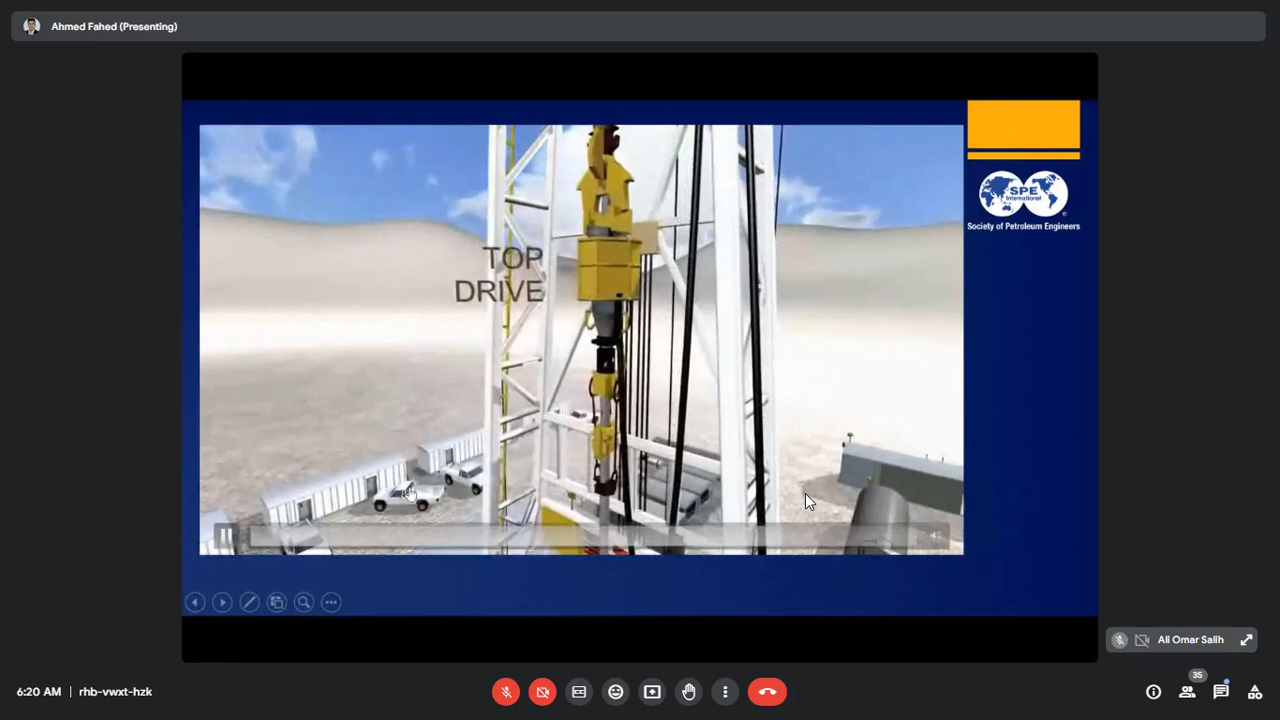 Ahmed Fahed (Presenting)
SPE
International
Society of Petroleum Engineers
TOP
DRIVE
Ali Omar Salih
35
6:20 AM | rhb-vwxt-hzk